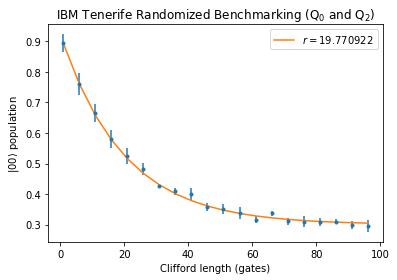 IBM Tenerife Randomized Benchmarking (Q₀ and Q₂)
r = 19.770922
|00⟩ population
0.9
0.8
0.7
0.6
0.5
0.4
0.3
0 20 40 60 80 100
Clifford length (gates)